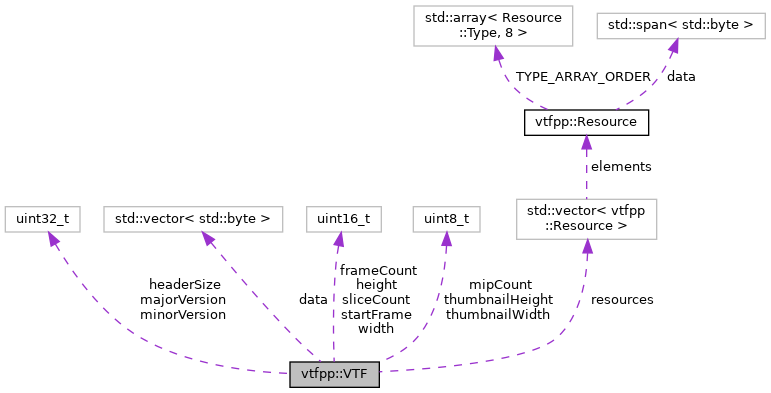 std::array< Resource
::Type, 8 >
std::span< std::byte >
TYPE_ARRAY_ORDER
data
vtfpp::Resource
elements
uint32_t
std::vector< std::byte >
uint16_t
uint8_t
std::vector< vtfpp
::Resource >
headerSize
majorVersion
minorVersion
data
frameCount
height
sliceCount
startFrame
width
mipCount
thumbnailHeight
thumbnailWidth
resources
vtfpp::VTF